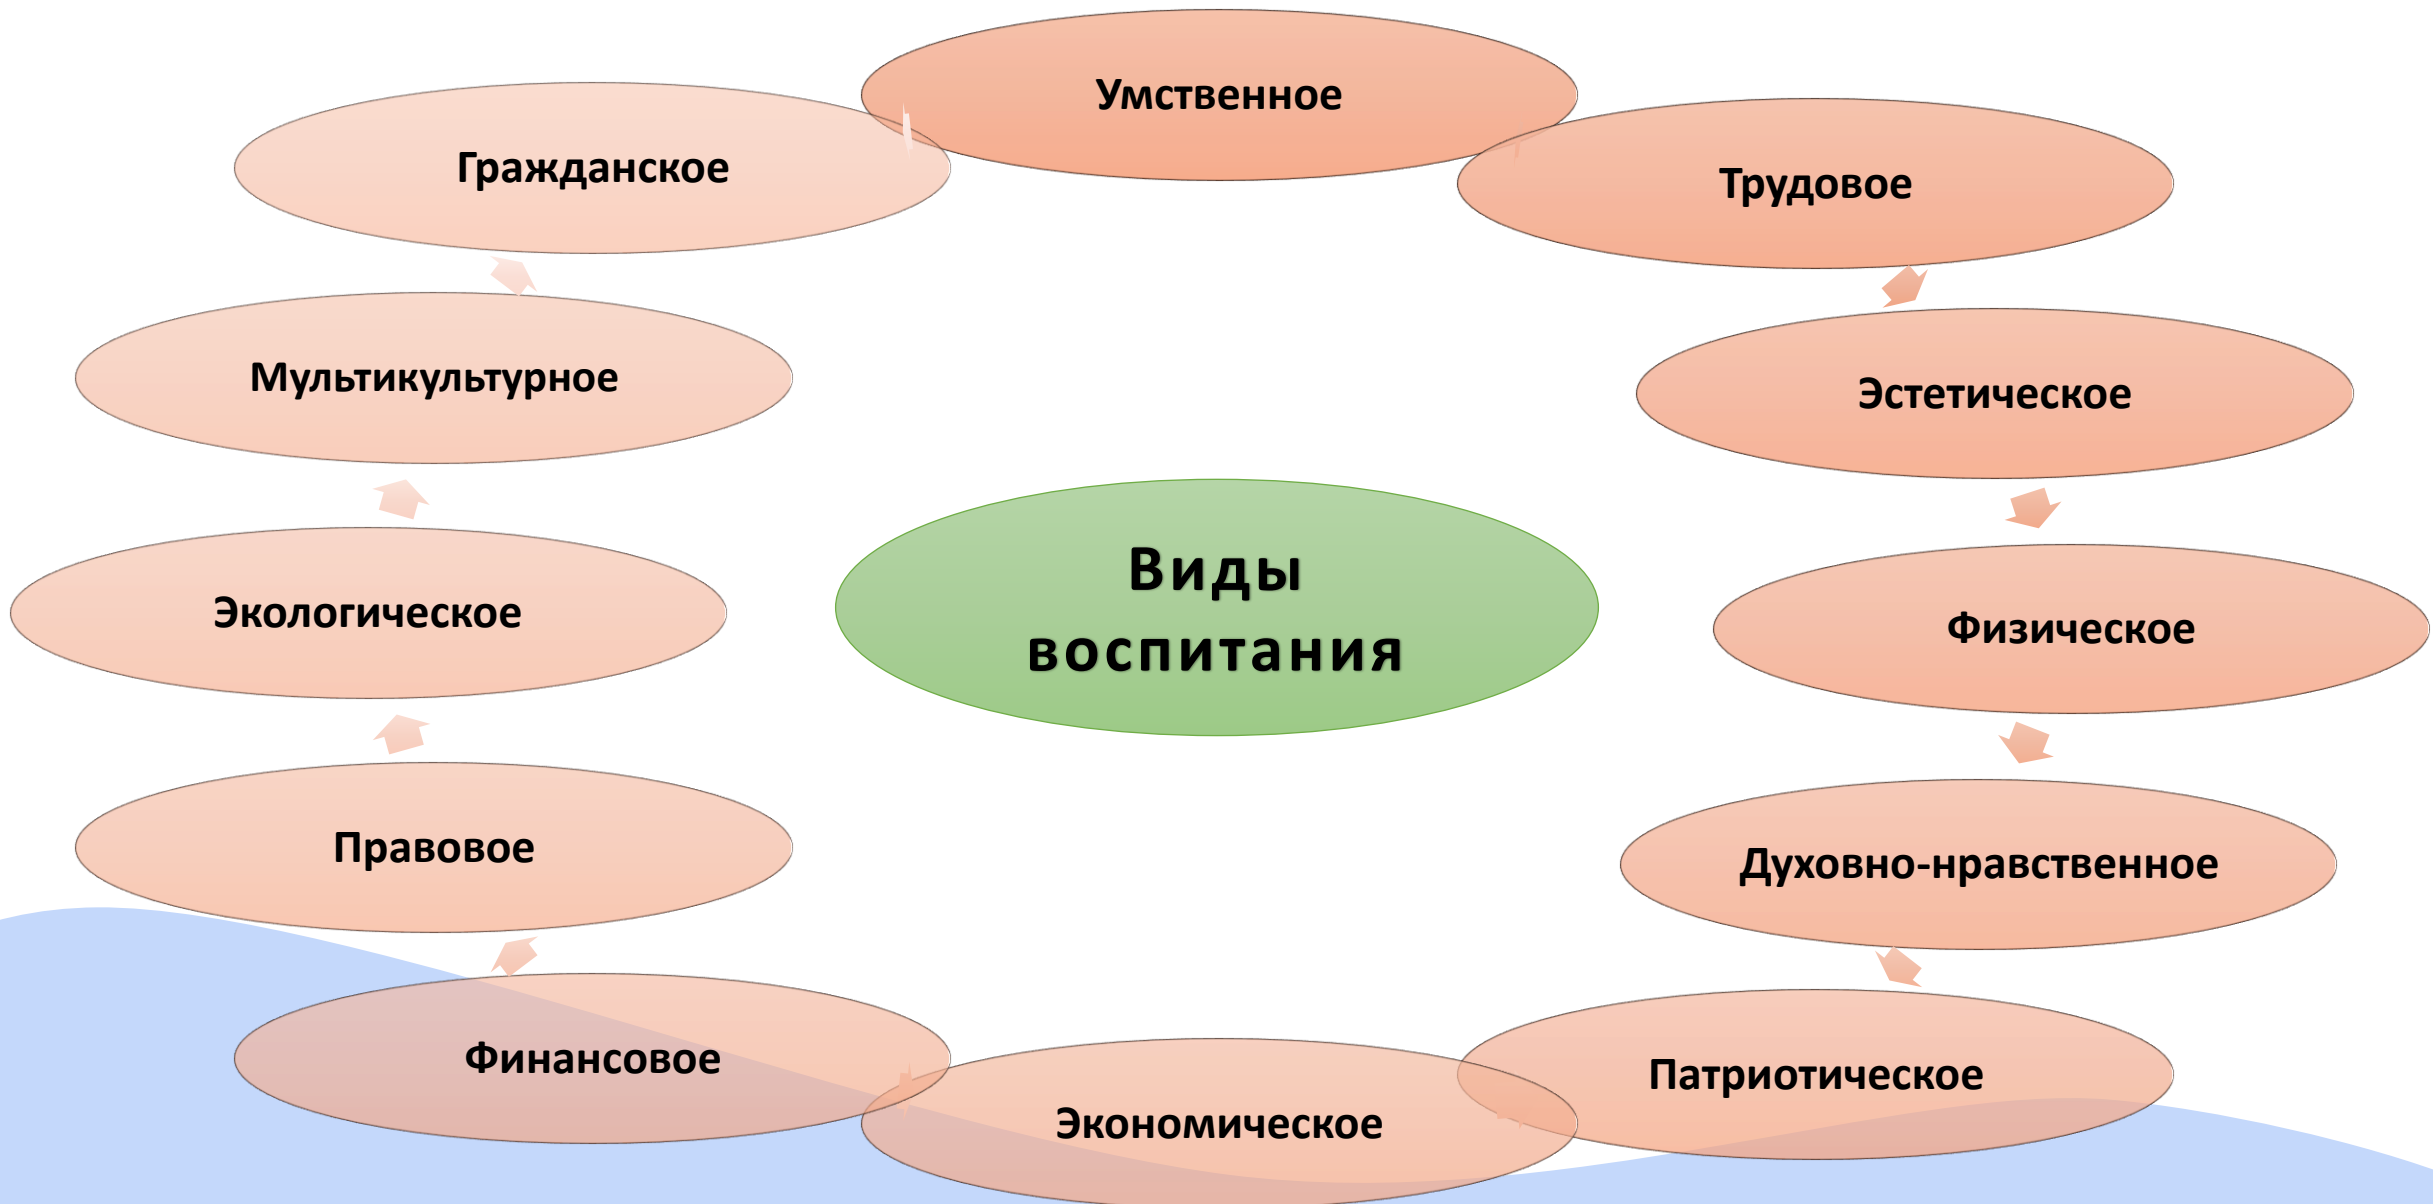 Умственное
Трудовое
Эстетическое
Физическое
Духовно-нравственное
Патриотическое
Экономическое
Финансовое
Правовое
Экологическое
Мультикультурное
Гражданское
Виды
воспитания